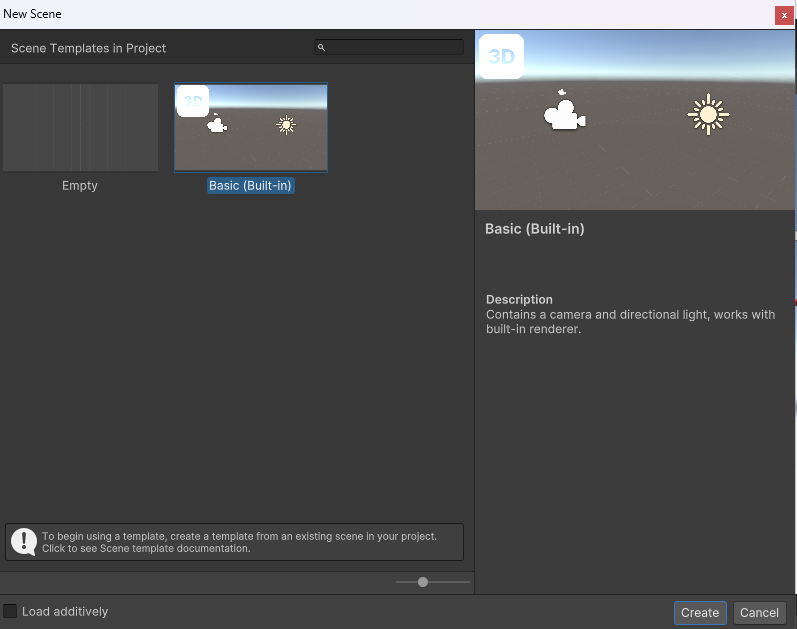 New Scene
x
Scene Templates in Project
3D
Empty
Basic (Built-in)
3D
Basic (Built-in)
Description
Contains a camera and directional light, works with
built-in renderer.
To begin using a template, create a template from an existing scene in your project.
Click to see Scene template documentation.
Load additively
Create
Cancel